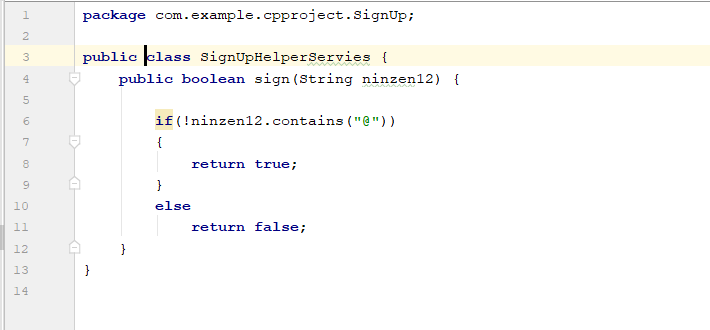 1 package com.example.cpproject.SignUp;
2
3 public class SignUpHelperServies {
4 public boolean sign(String ninzen12) {
5
6 if(!ninzen12.contains("@"))
7 {
8 return true;
9 }
10 else
11 return false;
12 }
13 }
14